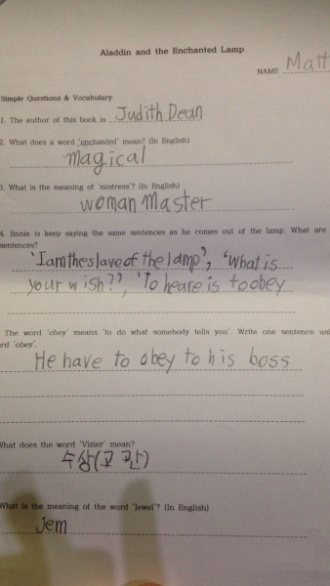 Aladdin and the Enchanted Lamp
NAME Matt
Simple Questions & Vocabulary
1. The author of this book is Judith Dean
2. What does a word 'enchanted' mean? (In English)
magical
3. What is the meaning of 'mistress'? (In English)
woman Master
4. Jinnie is keep saying the same sentences as he comes out of the lamp. What are
sentences?
'I am the slave of the lamp', 'What is
your wish?', 'To heare is to obey
The word 'obey' means 'to do what somebody tells you'. Write one sentence
'obey'.
He have to obey to his boss
What does the word 'Vizier' mean?
수상(고관)
What is the meaning of the word 'jewel'? (In English)
Jem